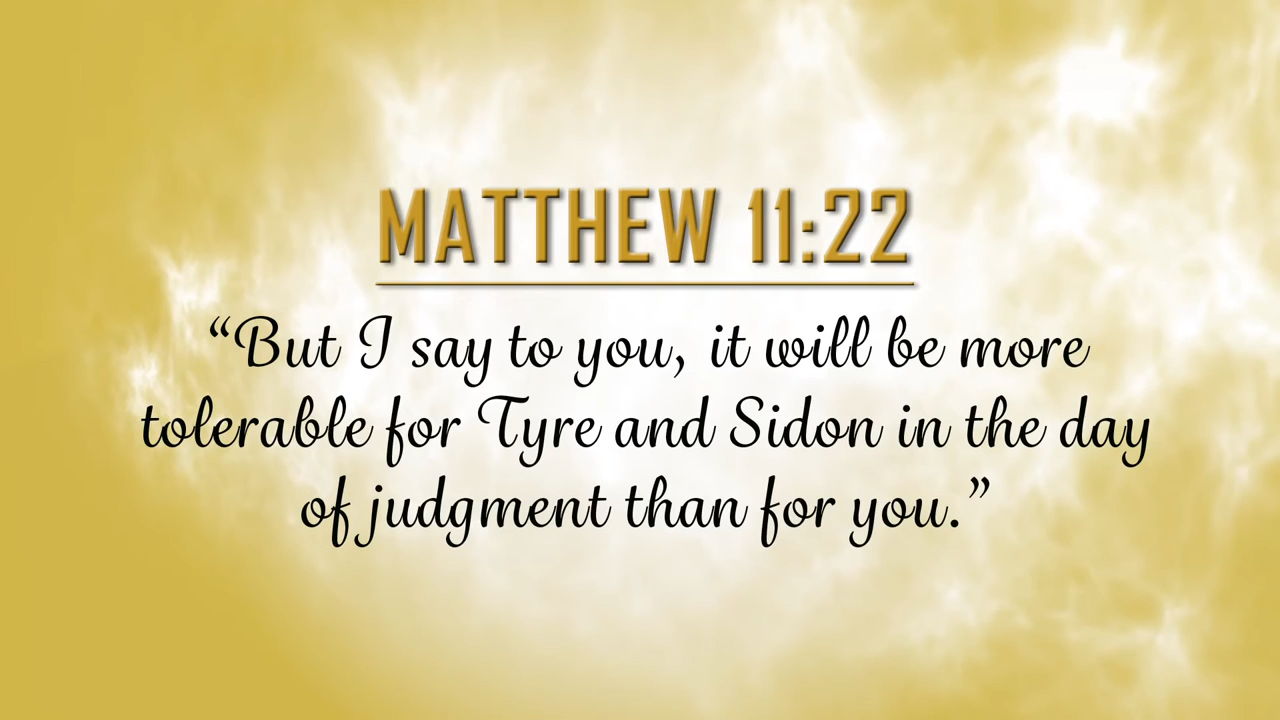 MATTHEW 11:22
“But I say to you, it will be more
tolerable for Tyre and Sidon in the day
of judgment than for you.”